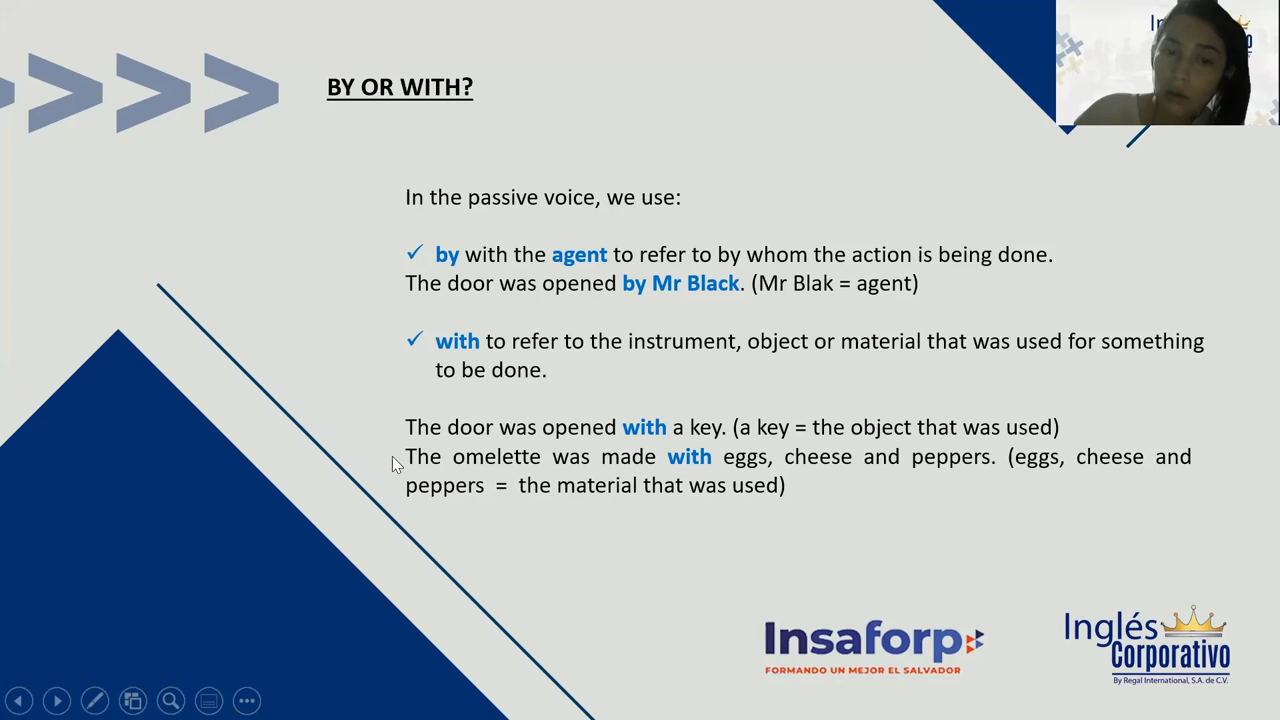 BY OR WITH?
In the passive voice, we use:
✓ by with the agent to refer to by whom the action is being done.
The door was opened by Mr Black. (Mr Blak = agent)
✓ with to refer to the instrument, object or material that was used for something
to be done.
The door was opened with a key. (a key = the object that was used)
The omelette was made with eggs, cheese and peppers. (eggs, cheese and
peppers = the material that was used)
Insaforp
FORMANDO UN MEJOR EL SALVADOR
Inglés
Corporativo
By Regal International, S.A. de C.V.